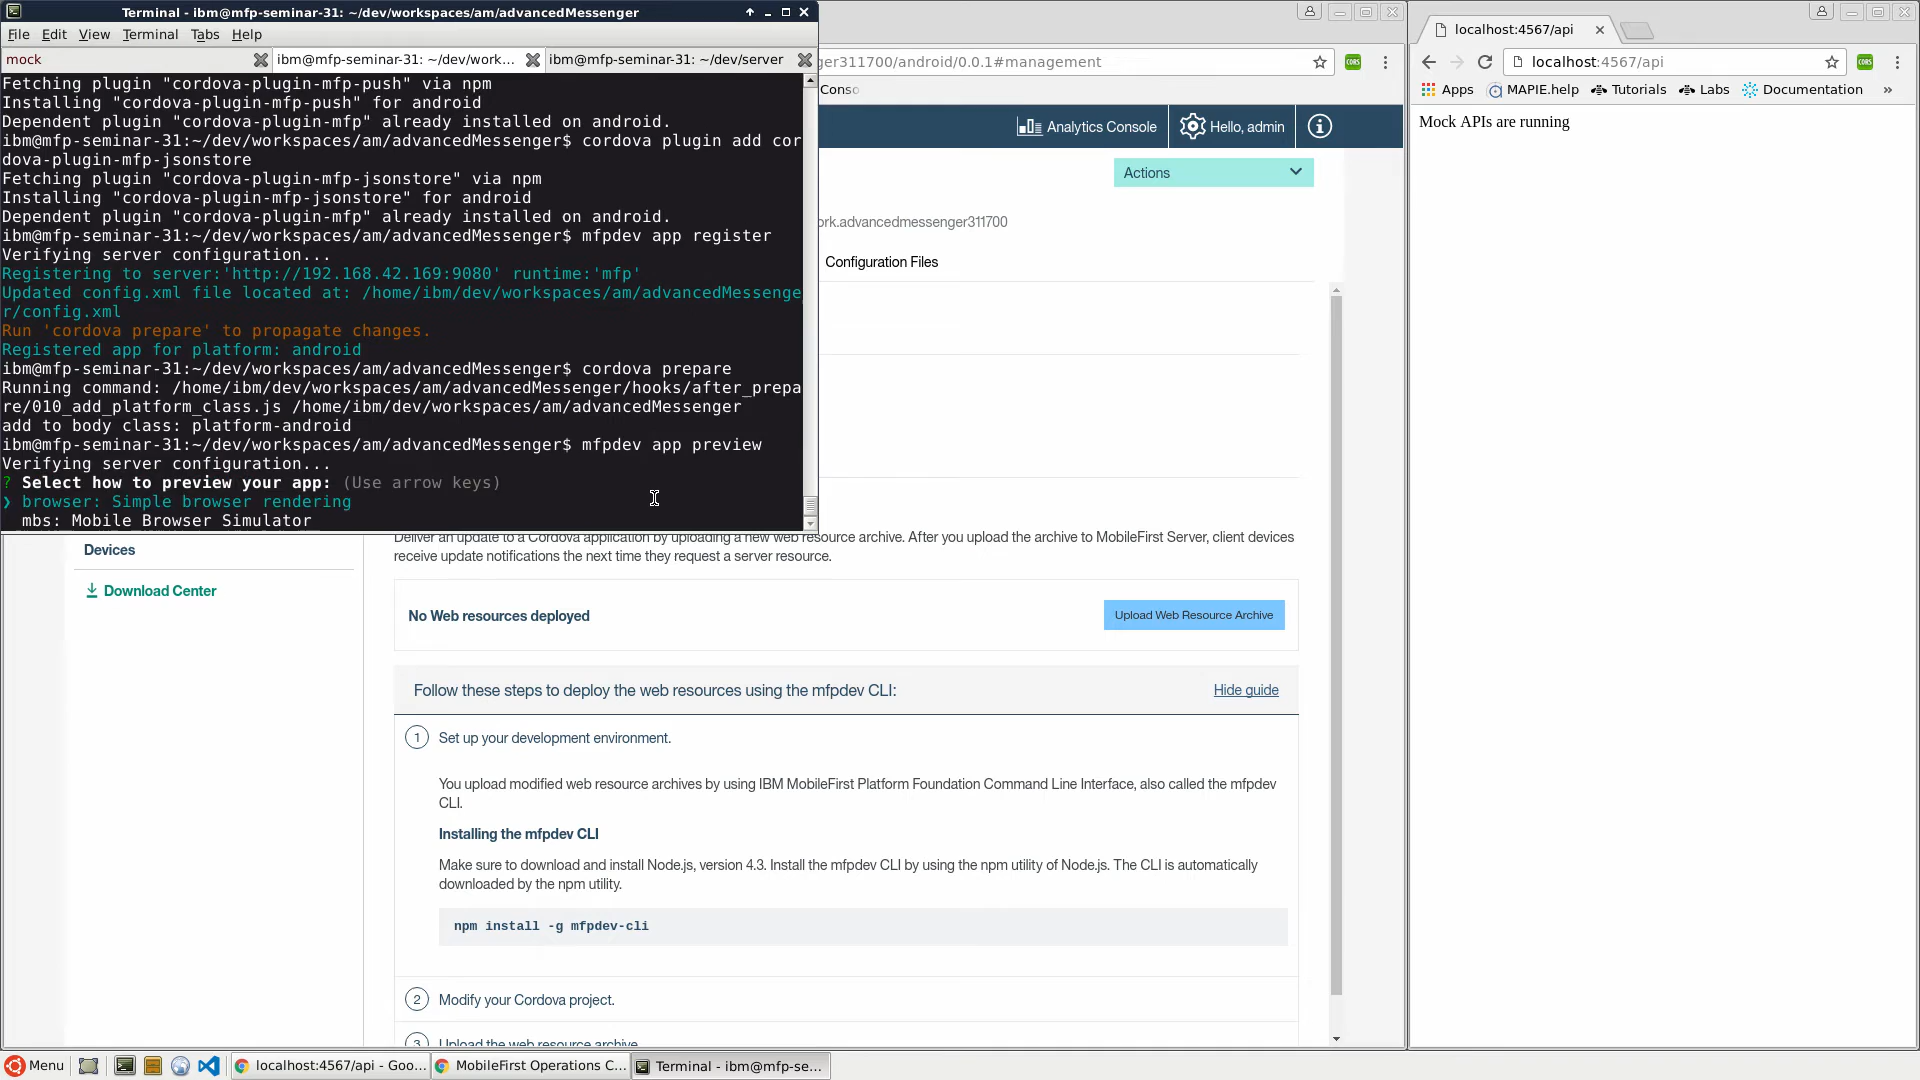 Terminal - ibm@mfp-seminar-31: ~/dev/workspaces/am/advancedMessenger
File Edit View Terminal Tabs Help
mock
ibm@mfp-seminar-31: ~/dev/work...
ibm@mfp-seminar-31: ~/dev/server
Fetching plugin "cordova-plugin-mfp-push" via npm
Installing "cordova-plugin-mfp-push" for android
Dependent plugin "cordova-plugin-mfp" already installed on android.
ibm@mfp-seminar-31:~/dev/workspaces/am/advancedMessenger$ cordova plugin add cor
dova-plugin-mfp-jsonstore
Fetching plugin "cordova-plugin-mfp-jsonstore" via npm
Installing "cordova-plugin-mfp-jsonstore" for android
Dependent plugin "cordova-plugin-mfp" already installed on android.
ibm@mfp-seminar-31:~/dev/workspaces/am/advancedMessenger$ mfpdev app register
Verifying server configuration...
Registering to server:'http://192.168.42.169:9080' runtime:'mfp'
Updated config.xml file located at: /home/ibm/dev/workspaces/am/advancedMessenge
r/config.xml
Run 'cordova prepare' to propagate changes.
Registered app for platform: android
ibm@mfp-seminar-31:~/dev/workspaces/am/advancedMessenger$ cordova prepare
Running command: /home/ibm/dev/workspaces/am/advancedMessenger/hooks/after_prepa
re/010_add_platform_class.js /home/ibm/dev/workspaces/am/advancedMessenger
add to body class: platform-android
ibm@mfp-seminar-31:~/dev/workspaces/am/advancedMessenger$ mfpdev app preview
Verifying server configuration...
? Select how to preview your app: (Use arrow keys)
❯ browser: Simple browser rendering
mbs: Mobile Browser Simulator
ger311700/android/0.0.1#management
Conso
Analytics Console
Hello, admin
Actions
ork.advancedmessenger311700
Configuration Files
Devices
Download Center
Deliver an update to a Cordova application by uploading a new web resource archive. After you upload the archive to MobileFirst Server, client devices
receive update notifications the next time they request a server resource.
No Web resources deployed
Upload Web Resource Archive
Follow these steps to deploy the web resources using the mfpdev CLI:
Hide guide
1 Set up your development environment.
You upload modified web resource archives by using IBM MobileFirst Platform Foundation Command Line Interface, also called the mfpdev
CLI.
Installing the mfpdev CLI
Make sure to download and install Node.js, version 4.3. Install the mfpdev CLI by using the npm utility of Node.js. The CLI is automatically
downloaded by the npm utility.
npm install -g mfpdev-cli
2 Modify your Cordova project.
3 Upload the web resource archive
localhost:4567/api
localhost:4567/api
Apps MAPIE.help Tutorials Labs Documentation »
Mock APIs are running
Menu
localhost:4567/api - Goo...
MobileFirst Operations C...
Terminal - ibm@mfp-se...